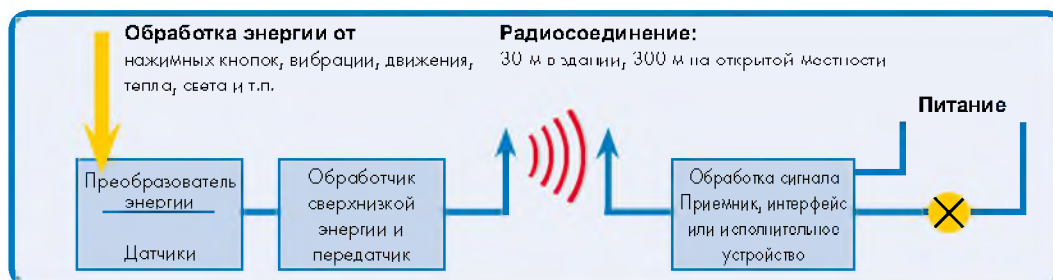 Обработка энергии от
нажимных кнопок, вибрации, движения,
тепла, света и т.п.
Радиосоединение:
30 м в здании, 300 м на открытой местности
Питание
Преобразователь
энергии
Датчики
Обработчик
сверхнизкой
энергии и
передатчик
Обработка сигнала
Приемник, интерфейс
или исполнительное
устройство